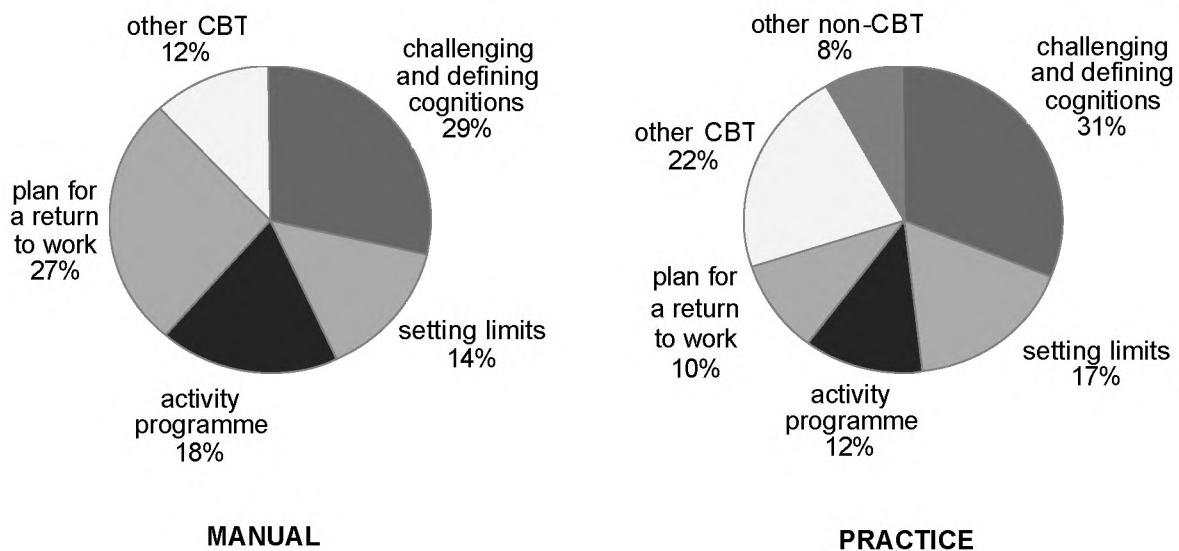 other CBT
12%
challenging
and defining
cognitions
29%
plan for
a return
to work
27%
setting limits
14%
activity
programme
18%
MANUAL
other non-CBT
8%
challenging
and defining
cognitions
31%
other CBT
22%
plan for
a return
to work
10%
setting limits
17%
activity
programme
12%
PRACTICE